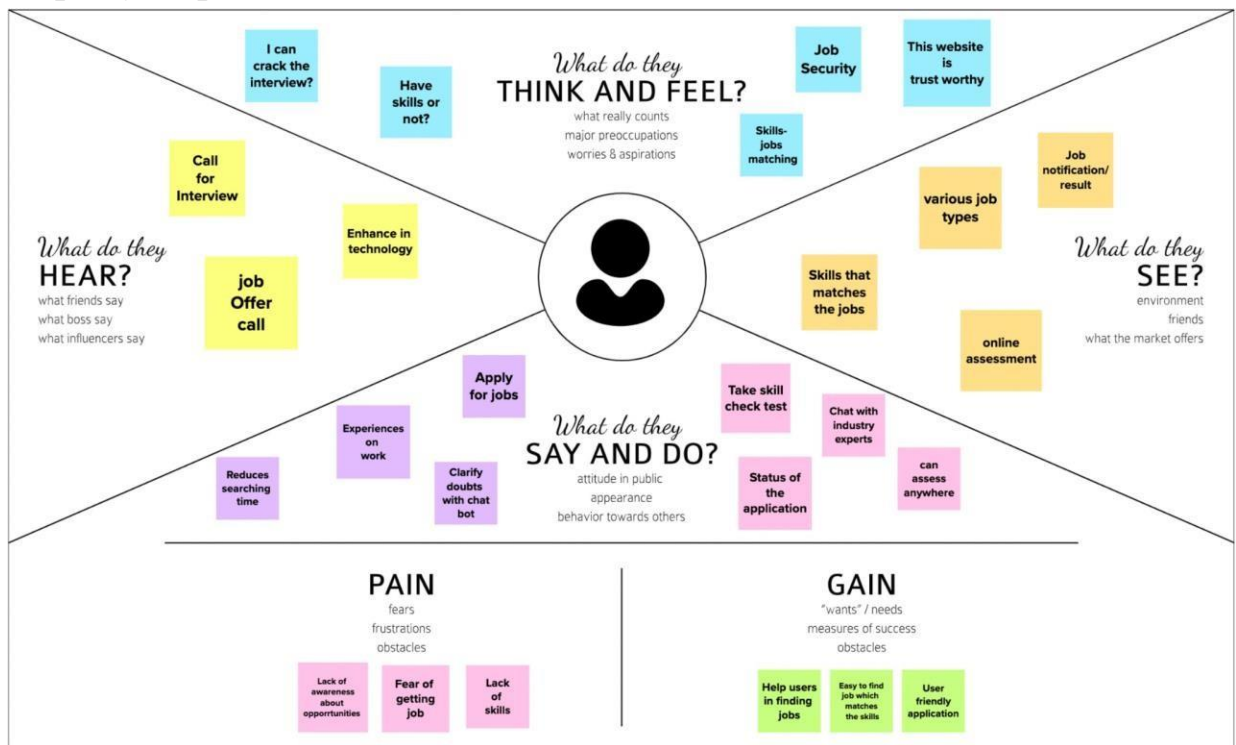 I can
crack the
interview?
Have
skills or
not?
What do they
THINK AND FEEL?
what really counts
major preoccupations
worries & aspirations
Job
Security
This website
is
trust worthy
Skills-
jobs
matching
Call
for
Interview
Enhance in
technology
job
Offer
call
What do they
HEAR?
what friends say
what boss say
what influencers say
Job
notification/
result
various job
types
Skills that
matches
the jobs
online
assessment
What do they
SEE?
environment
friends
what the market offers
Apply
for jobs
Experiences
on
work
Reduces
searching
time
Clarify
doubts
with chat
bot
What do they
SAY AND DO?
attitude in public
appearance
behavior towards others
Take skill
check test
Chat with
industry
experts
Status of
the
application
can
assess
anywhere
PAIN
fears
frustrations
obstacles
Lack of
awareness
about
opportunities
Fear of
getting
job
Lack
of
skills
GAIN
"wants" / needs
measures of success
obstacles
Help users
in finding
jobs
Easy to find
job which
matches
the skills
User
friendly
application